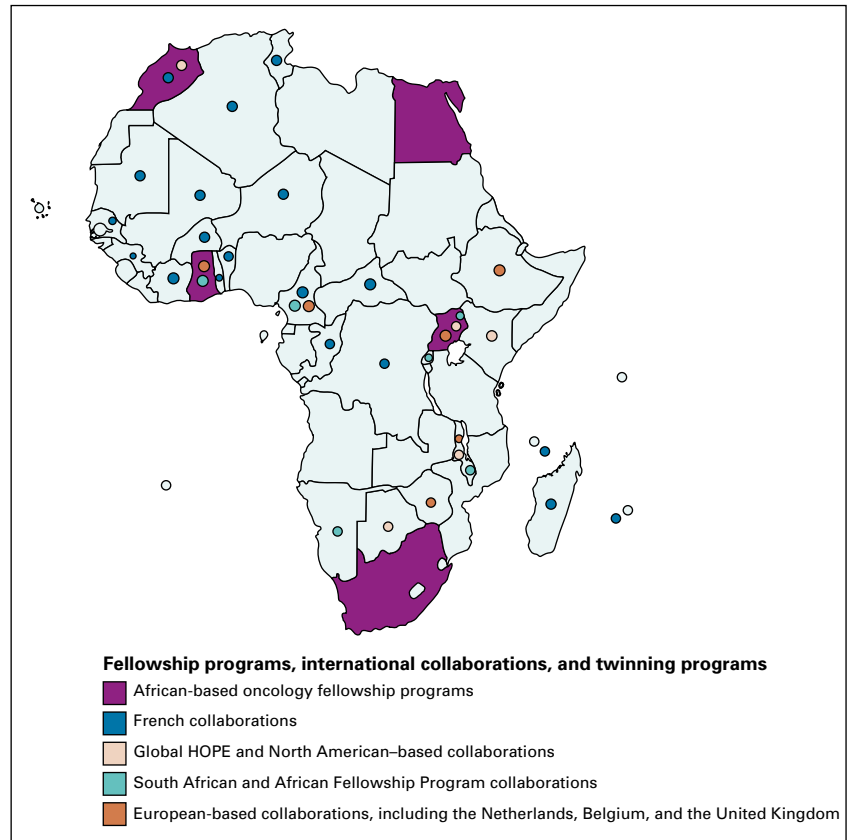 Fellowship programs, international collaborations, and twinning programs
African-based oncology fellowship programs
French collaborations
Global HOPE and North American–based collaborations
South African and African Fellowship Program collaborations
European-based collaborations, including the Netherlands, Belgium, and the United Kingdom